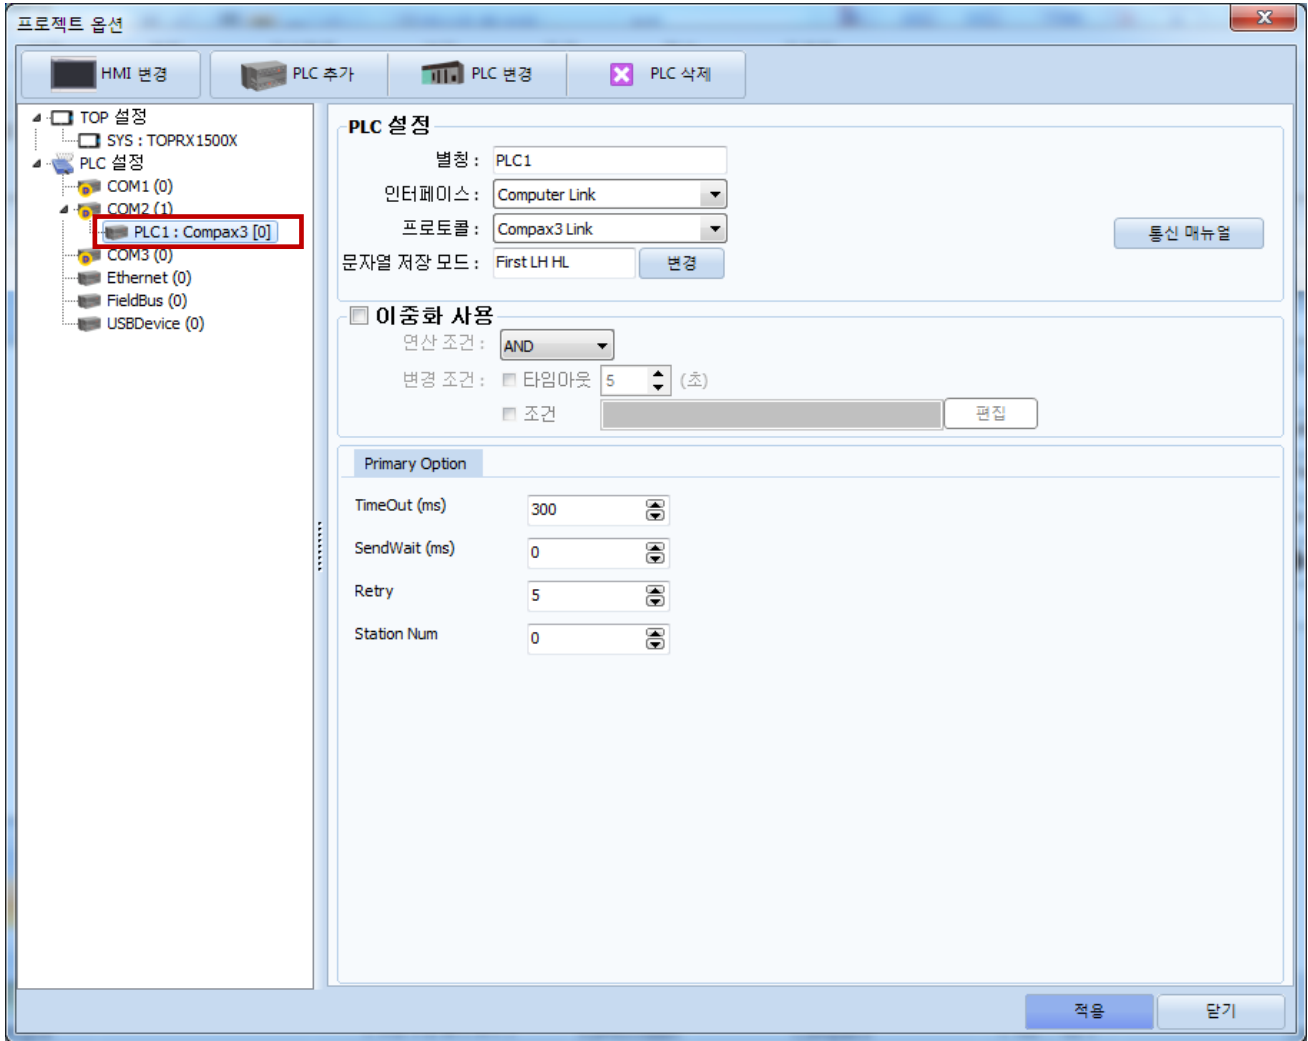 프로젝트 옵션
HMI 변경
PLC 추가
PLC 변경
PLC 삭제
TOP 설정
SYS : TOPRX1500X
PLC 설정
COM1 (0)
COM2 (1)
PLC1 : Compax3 [0]
COM3 (0)
Ethernet (0)
FieldBus (0)
USBDevice (0)
PLC 설정
별칭 : PLC1
인터페이스 : Computer Link
프로토콜 : Compax3 Link
통신 매뉴얼
문자열 저장 모드 : First LH HL 변경
이중화 사용
연산 조건 : AND
변경 조건 : 타임아웃 5 (초)
조건 편집
Primary Option
TimeOut (ms) 300
SendWait (ms) 0
Retry 5
Station Num 0
적용
닫기